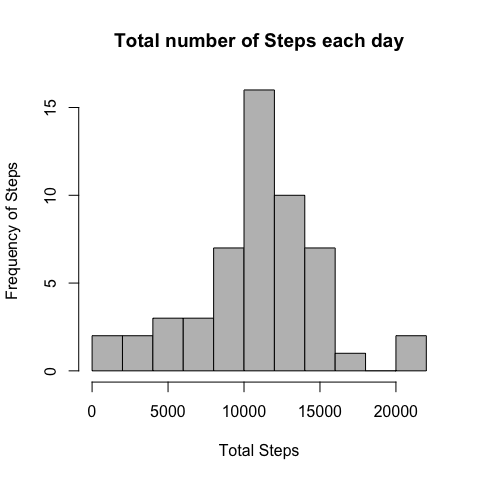 Total number of Steps each day
Frequency of Steps
15
10
5
0
0 5000 10000 15000 20000
Total Steps